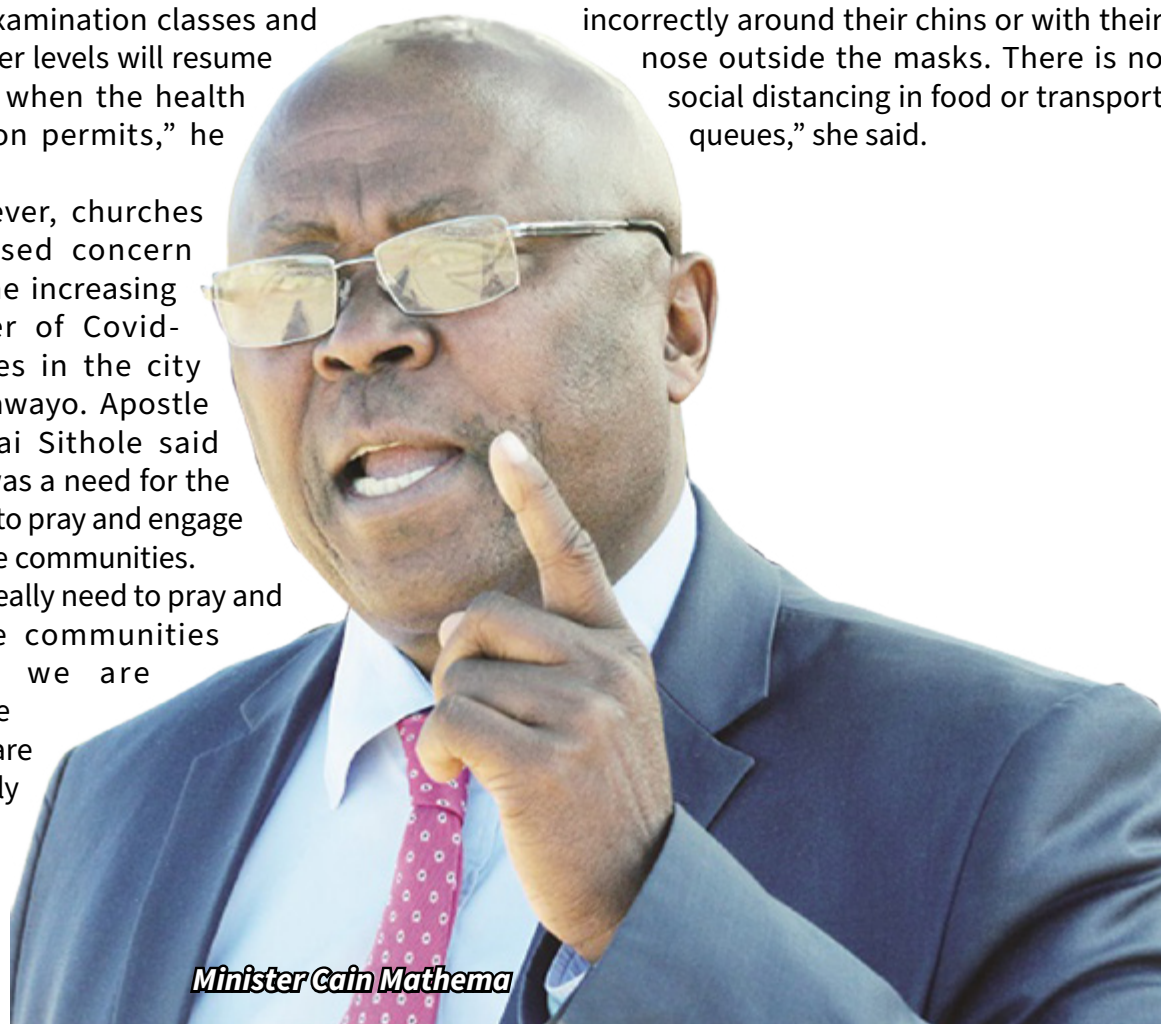 xamination classes and
er levels will resume
when the health
on permits,” he
ever, churches
sed concern
e increasing
er of Covid-
es in the city
awayo. Apostle
ai Sithole said
was a need for the
to pray and engage
e communities.
eally need to pray and
e communities
we are
e
are
ly
incorrectly around their chins or with their
nose outside the masks. There is no
social distancing in food or transport
queues,” she said.
Minister Cain Mathema